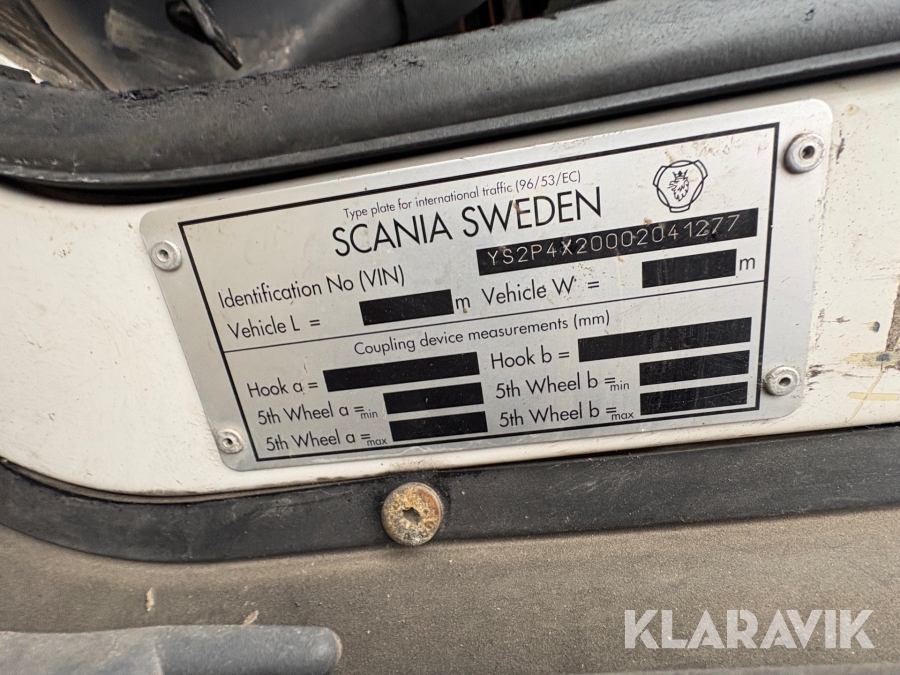 Type plate for international traffic (96/53/EC)
SCANIA SWEDEN
Identification No (VIN) YS2P4X20002041277
Vehicle L = m Vehicle W = m
Coupling device measurements (mm)
Hook a = Hook b =
5th Wheel a =min 5th Wheel b =min
5th Wheel a =max 5th Wheel b =max
KLARAVIK